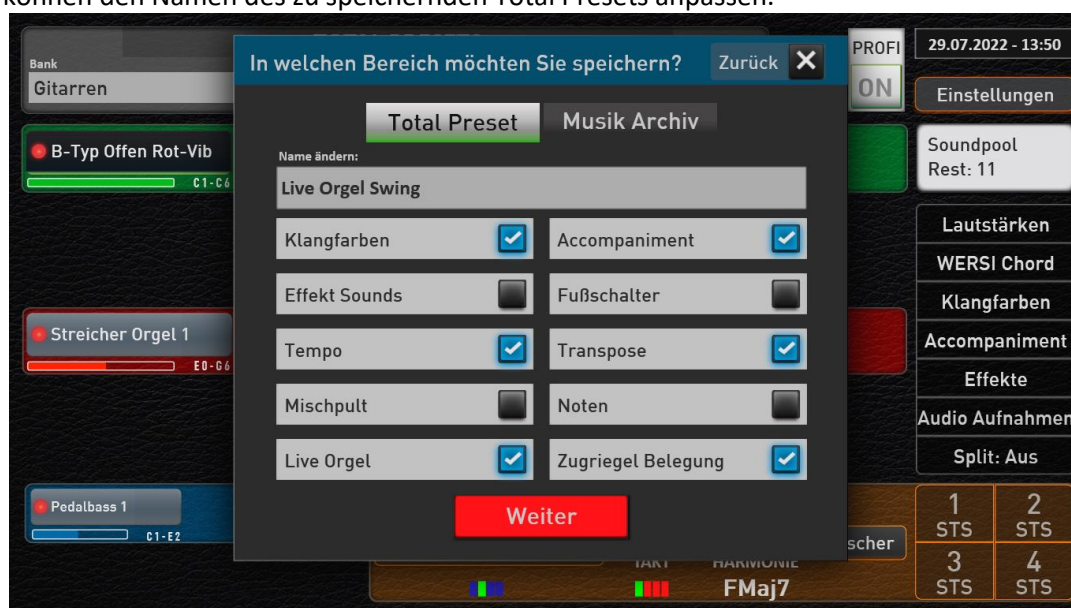 können den Namen des zu speichernden Total Presets anpassen.
Bank
Gitarren
In welchen Bereich möchten Sie speichern?
Zurück
PROFI
ON
29.07.2022 - 13:50
Einstellungen
Total Preset
Musik Archiv
B-Typ Offen Rot-Vib
C1-C6
Name ändern:
Live Orgel Swing
Soundpool
Rest: 11
Klangfarben
Accompaniment
Effekt Sounds
Fußschalter
Tempo
Transpose
Mischpult
Noten
Live Orgel
Zugriegel Belegung
Weiter
Streicher Orgel 1
E0-G6
Pedalbass 1
C1-E2
Lautstärken
WERSI Chord
Klangfarben
Accompaniment
Effekte
Audio Aufnahmen
Split: Aus
1
STS
2
STS
3
STS
4
STS
scher
TAKT
HARMONIE
FMaj7